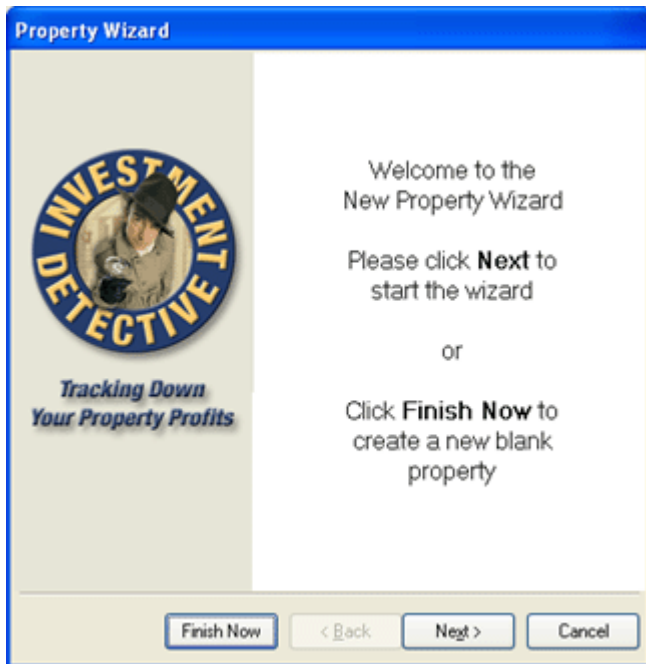 Property Wizard
INVESTMENT
DETECTIVE
Tracking Down
Your Property Profits
Welcome to the
New Property Wizard
Please click Next to
start the wizard
or
Click Finish Now to
create a new blank
property
Finish Now
< Back
Next >
Cancel